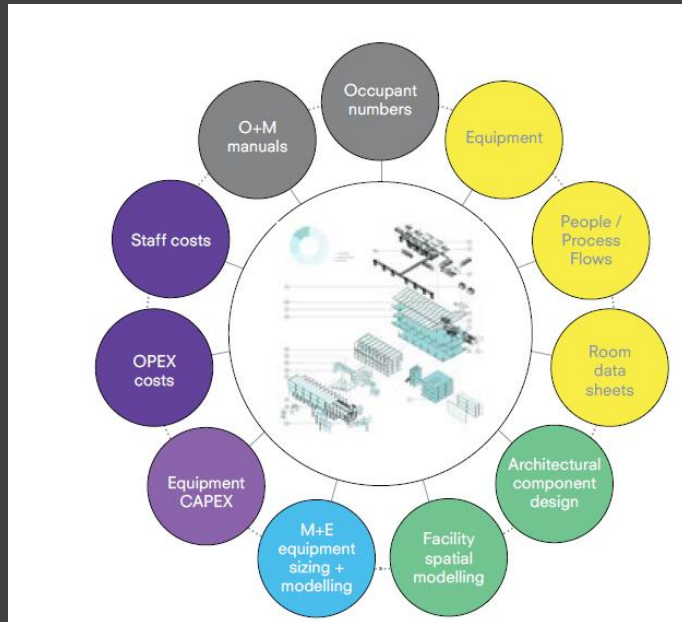 Occupant
numbers
Equipment
People /
Process
Flows
Room
data
sheets
Architectural
component
design
Facility
spatial
modelling
M+E
equipment
sizing +
modelling
Equipment
CAPEX
OPEX
costs
Staff costs
O+M
manuals